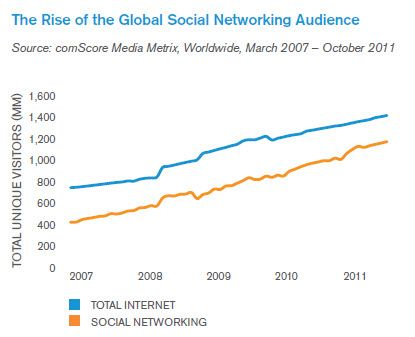 The Rise of the Global Social Networking Audience
Source: comScore Media Metrix, Worldwide, March 2007 – October 2011
TOTAL UNIQUE VISITORS (MM)
1,600
1,400
1,200
1,000
800
600
400
200
0
2007 2008 2009 2010 2011
TOTAL INTERNET
SOCIAL NETWORKING